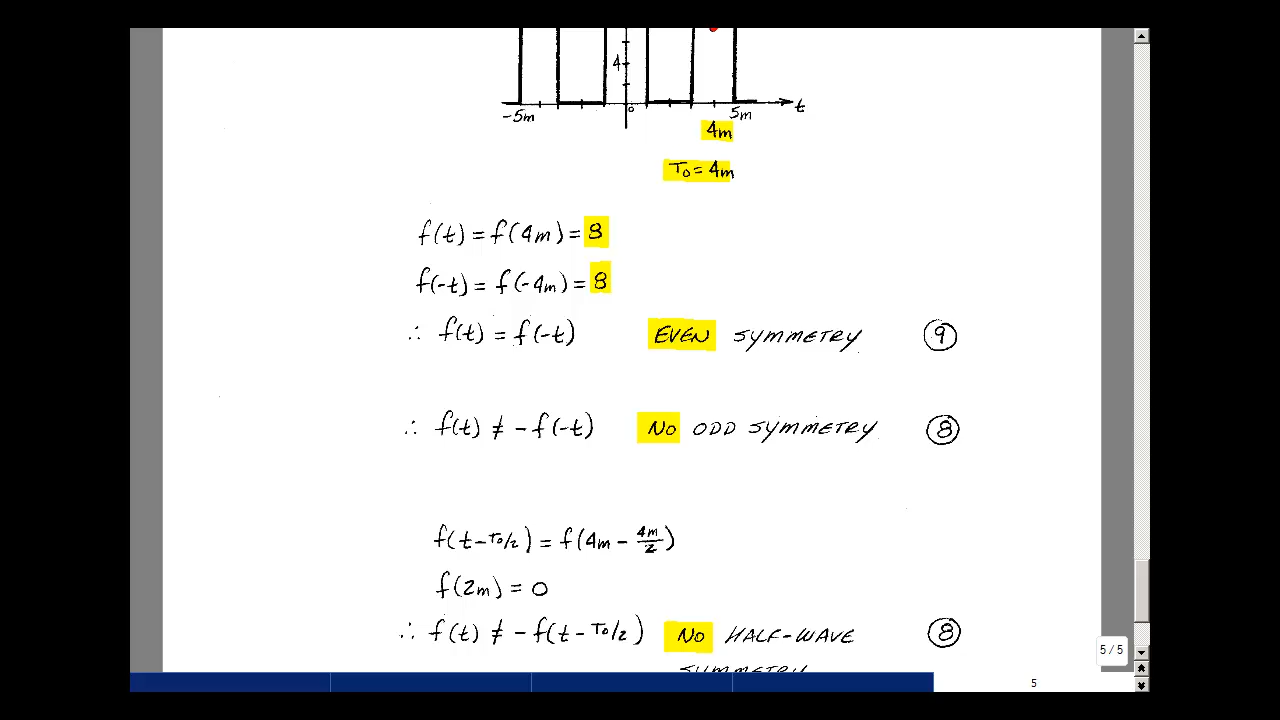 4
-5m 0 5m t
4m
T₀ = 4m
f(t) = f(4m) = 8
f(-t) = f(-4m) = 8
∴ f(t) = f(-t) EVEN SYMMETRY 9
∴ f(t) ≠ -f(-t) NO ODD SYMMETRY 8
f(t-T₀/2) = f(4m - 4m/2)
f(2m) = 0
∴ f(t) ≠ -f(t-T₀/2) NO HALF-WAVE 8
SYMMETRY
5/5
5